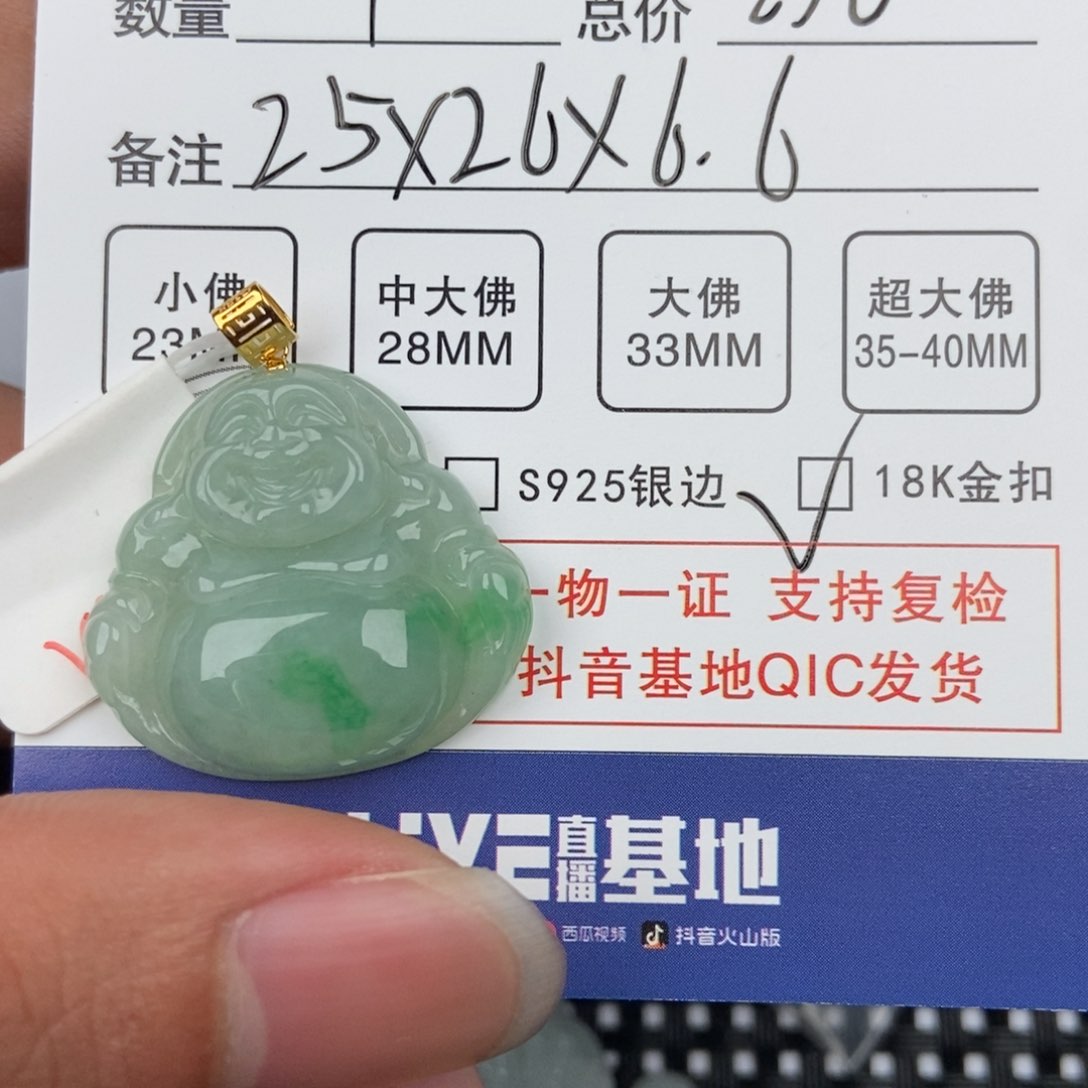 数量 1 总价
备注 25X26X6.6
小佛 中大佛 大佛 超大佛
23M 28MM 33MM 35-40MM
S925银边 18K金扣
一物一证 支持复检
抖音基地QIC发货
LIVE 直播 基地
西瓜视频 抖音火山版